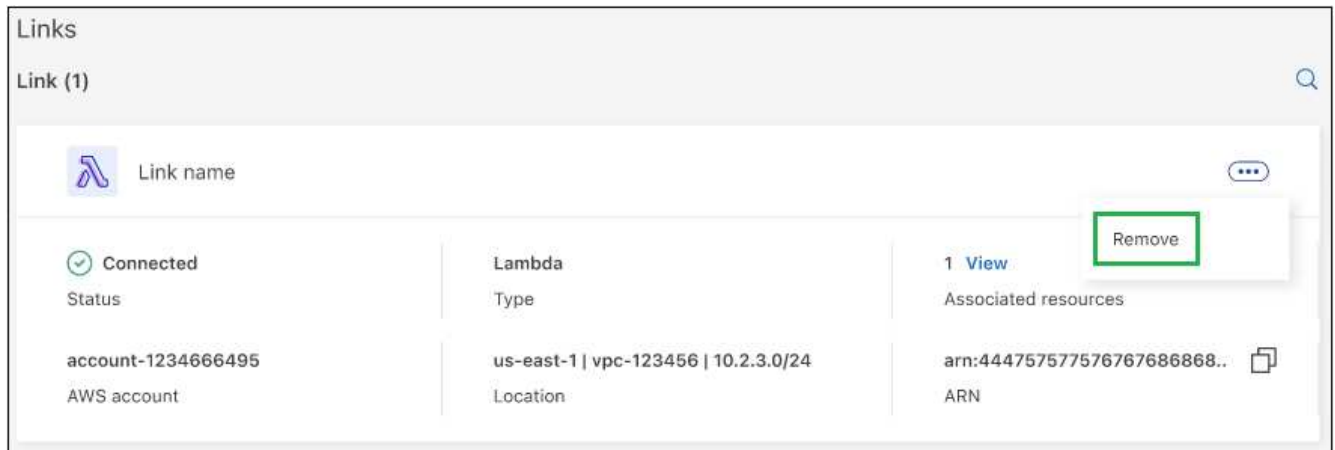 Links
Link (1)
Link name
Remove
Connected
Lambda
1 View
Status
Type
Associated resources
account-1234666495
us-east-1 | vpc-123456 | 10.2.3.0/24
arn:444757577576767686868..
AWS account
Location
ARN